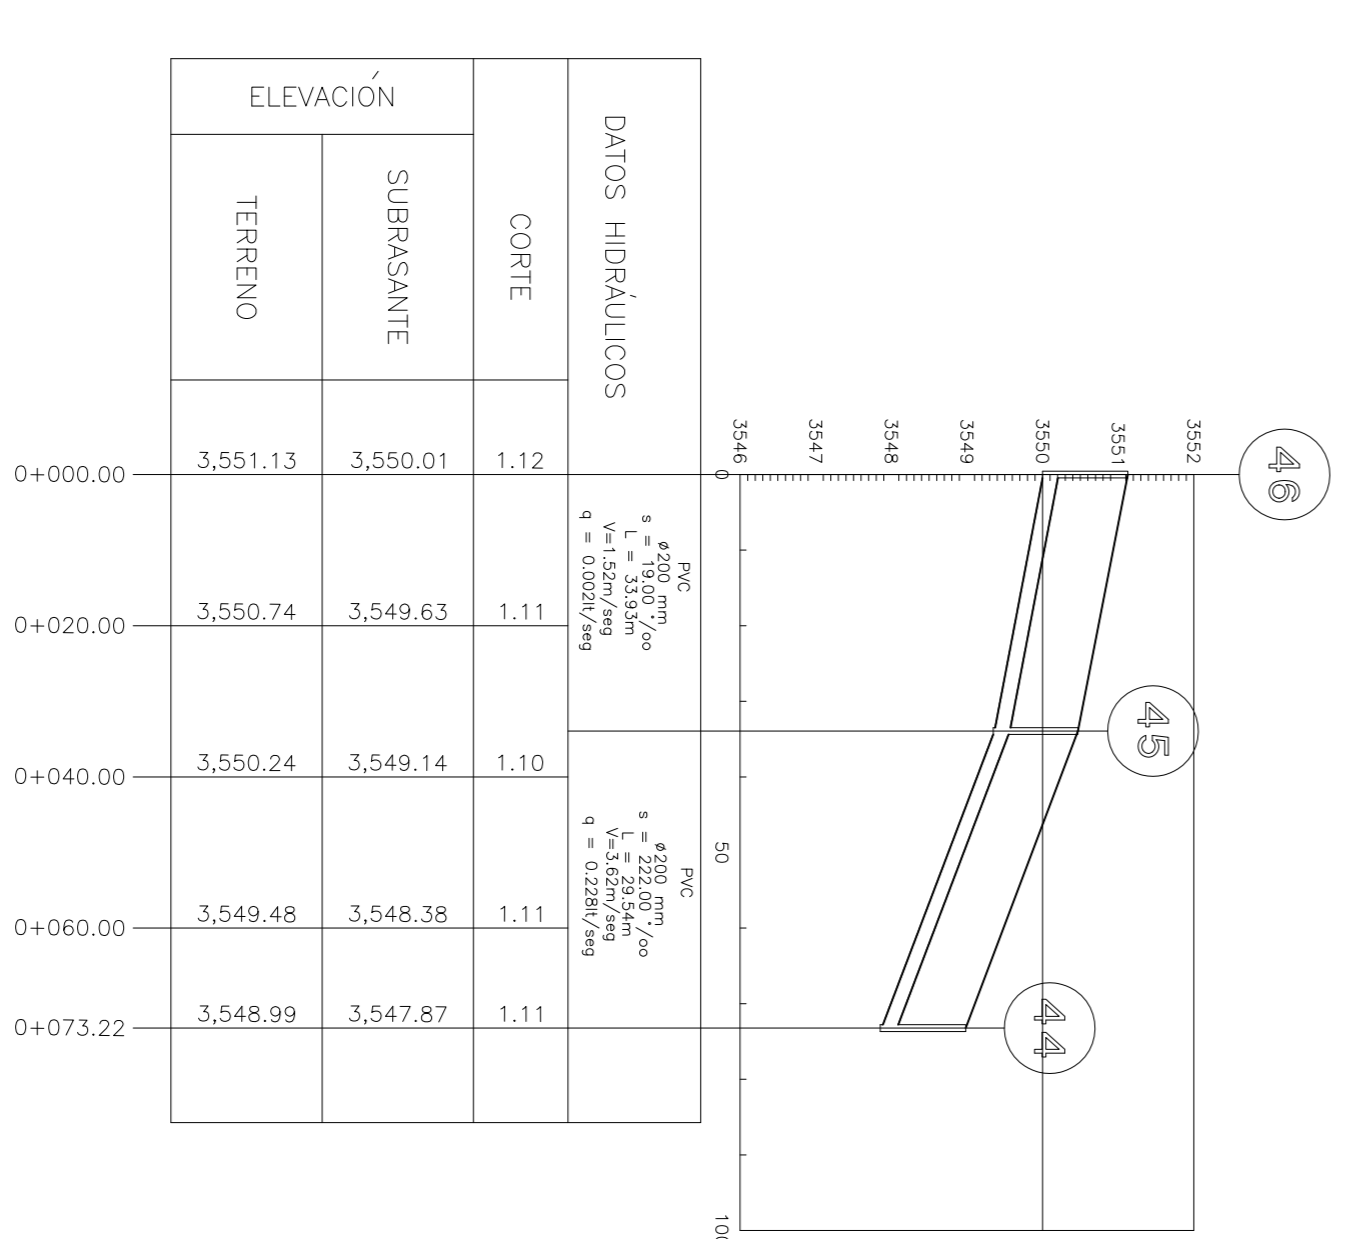 ELEVACIÓN
TERRENO
SUBRASANTE
CORTE
DATOS HIDRÁULICOS
0+000.00
3,551.13
3,550.01
1.12
0+020.00
3,550.74
3,549.63
1.11
0+040.00
3,550.24
3,549.14
1.10
0+060.00
3,549.48
3,548.38
1.11
0+073.22
3,548.99
3,547.87
1.11
PVC
ø200 mm
s = 19.00 °/oo
L = 33.93m
V=1.52m/seg
q = 0.002lt/seg
PVC
ø200 mm
s = 222.00 °/oo
L = 29.54m
V=3.62m/seg
q = 0.228lt/seg
3546
3547
3548
3549
3550
3551
3552
0
50
100
46
45
44